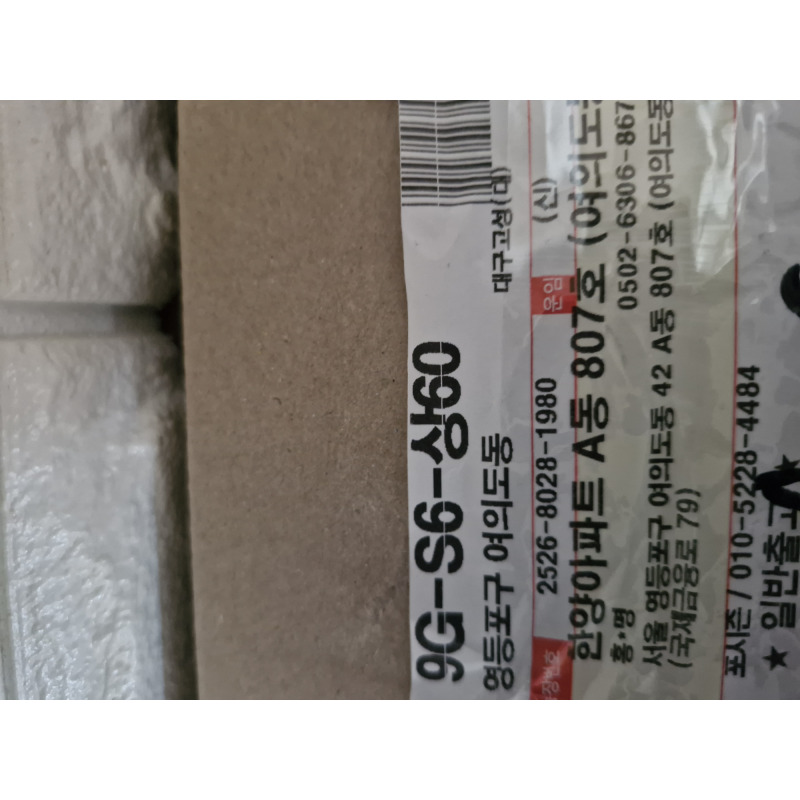 대구고성(대)
9G-S6-상60
영등포구 여의도동
운임 (신)
2526-8028-1980
한양아파트 A동 807호 (여의도동
홍*명
0502-6306-867
서울 영등포구 여의도동 42 A동 807호 (여의도동
(국제금융로 79)
포시즌 / 010-5228-4484
★ 일반출고 ★